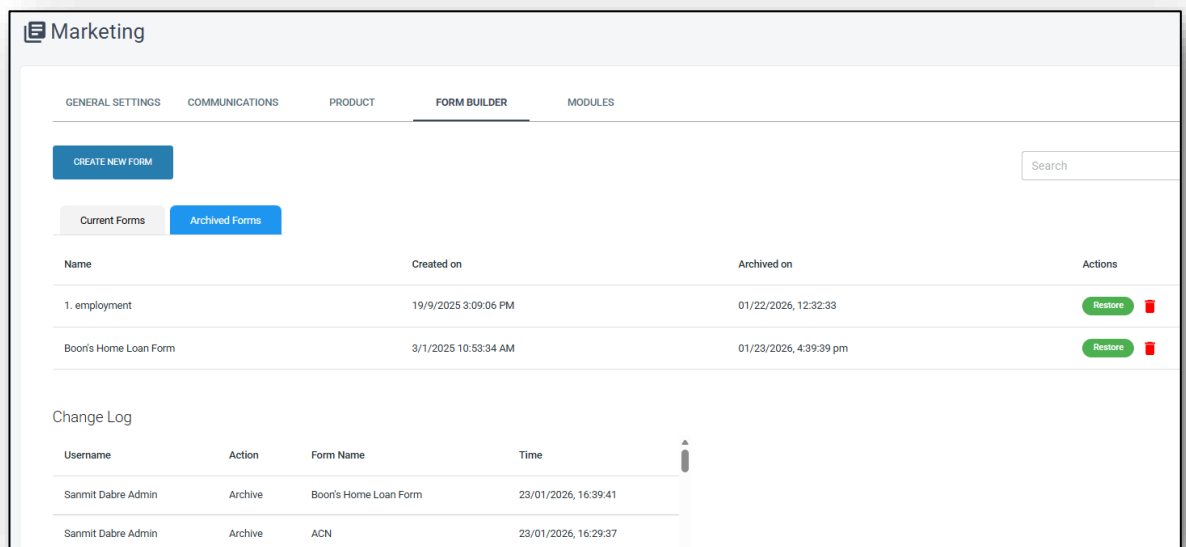 Marketing
GENERAL SETTINGS COMMUNICATIONS PRODUCT FORM BUILDER MODULES
CREATE NEW FORM
Search
Current Forms Archived Forms
Name Created on Archived on Actions
1. employment 19/9/2025 3:09:06 PM 01/22/2026, 12:32:33 Restore
Boon's Home Loan Form 3/1/2025 10:53:34 AM 01/23/2026, 4:39:39 pm Restore
Change Log
Username Action Form Name Time
Sanmit Dabre Admin Archive Boon's Home Loan Form 23/01/2026, 16:39:41
Sanmit Dabre Admin Archive ACN 23/01/2026, 16:29:37